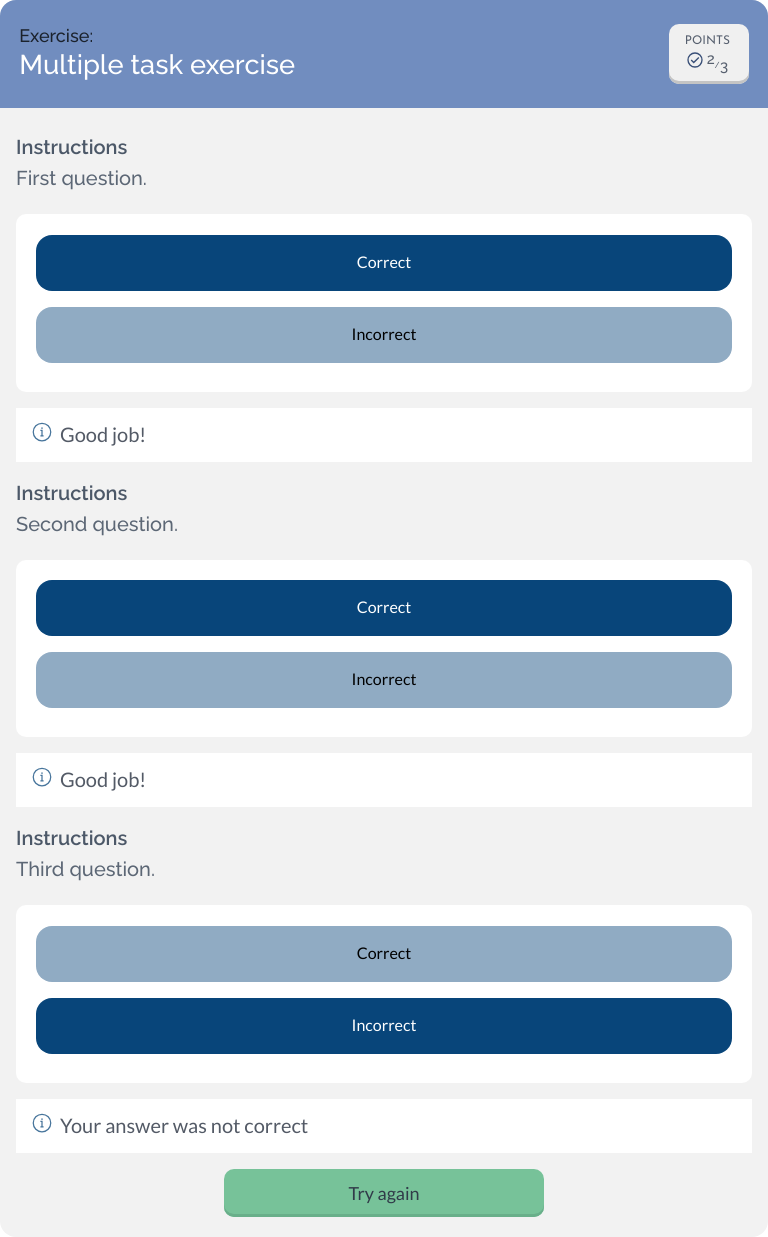 Exercise:
Multiple task exercise
POINTS
2/3
Instructions
First question.
Correct
Incorrect
Good job!
Instructions
Second question.
Correct
Incorrect
Good job!
Instructions
Third question.
Correct
Incorrect
Your answer was not correct
Try again